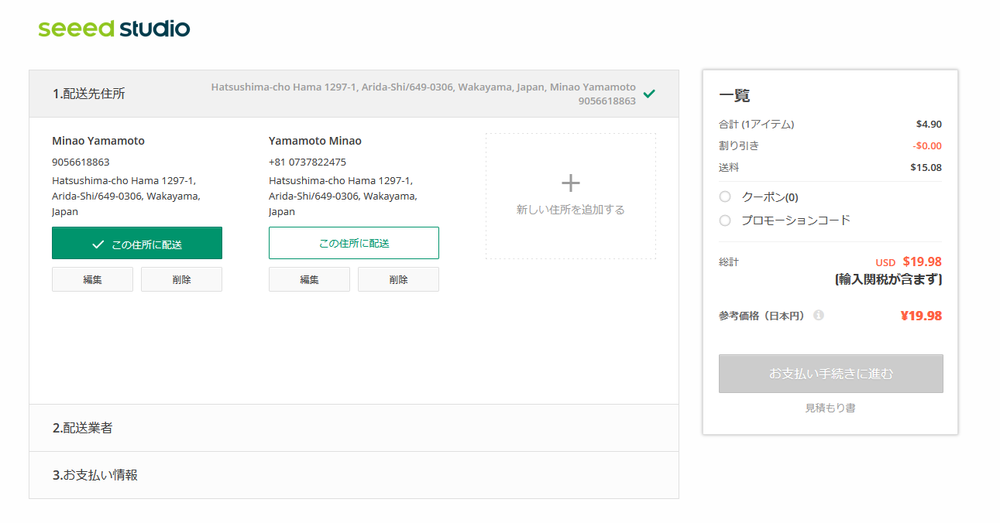 seeed studio
1.配送先住所
Hatsushima-cho Hama 1297-1, Arida-Shi/649-0306, Wakayama, Japan, Minao Yamamoto
9056618863
Minao Yamamoto
9056618863
Hatsushima-cho Hama 1297-1,
Arida-Shi/649-0306, Wakayama,
Japan
この住所に配送
編集
削除
Yamamoto Minao
+81 0737822475
Hatsushima-cho Hama 1297-1,
Arida-Shi/649-0306, Wakayama,
Japan
この住所に配送
編集
削除
新しい住所を追加する
2.配送業者
3.お支払い情報
一覧
合計 (1アイテム) $4.90
割り引き -$0.00
送料 $15.08
クーポン(0)
プロモーションコード
総計 USD $19.98
(輸入関税が含まず)
参考価格（日本円） ¥19.98
お支払い手続きに進む
見積もり書